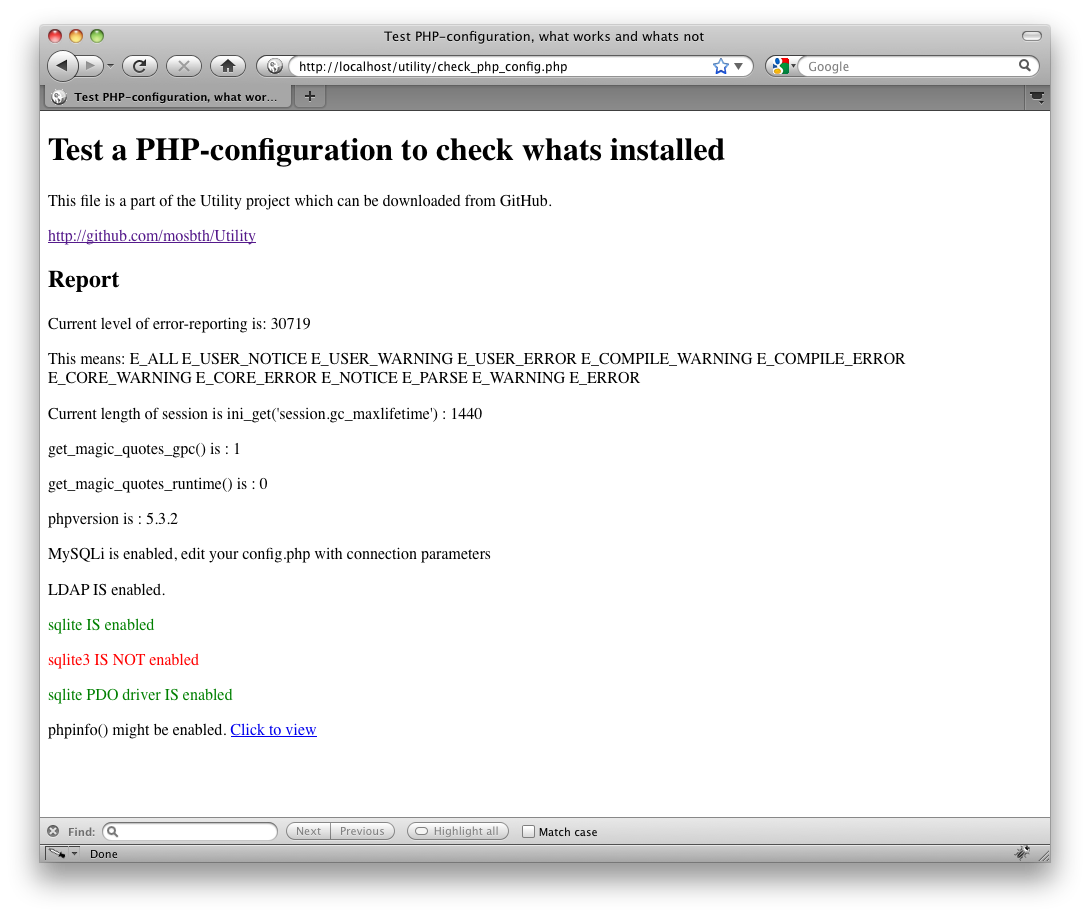 Test PHP-configuration, what works and whats not
http://localhost/utility/check_php_config.php
Google
Test PHP-configuration, what wor...
Test a PHP-configuration to check whats installed
This file is a part of the Utility project which can be downloaded from GitHub.
http://github.com/mosbth/Utility
Report
Current level of error-reporting is: 30719
This means: E_ALL E_USER_NOTICE E_USER_WARNING E_USER_ERROR E_COMPILE_WARNING E_COMPILE_ERROR
E_CORE_WARNING E_CORE_ERROR E_NOTICE E_PARSE E_WARNING E_ERROR
Current length of session is ini_get('session.gc_maxlifetime') : 1440
get_magic_quotes_gpc() is : 1
get_magic_quotes_runtime() is : 0
phpversion is : 5.3.2
MySQLi is enabled, edit your config.php with connection parameters
LDAP IS enabled.
sqlite IS enabled
sqlite3 IS NOT enabled
sqlite PDO driver IS enabled
phpinfo() might be enabled. Click to view
Find: Next Previous Highlight all Match case
Done